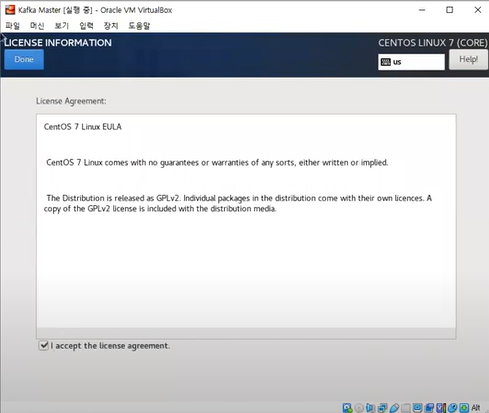 Kafka Master [실행 중] - Oracle VM VirtualBox
파일 머신 보기 입력 장치 도움말
LICENSE INFORMATION
CENTOS LINUX 7 (CORE)
Done
us
Help!
License Agreement:
CentOS 7 Linux EULA
CentOS 7 Linux comes with no guarantees or warranties of any sorts, either written or implied.
The Distribution is released as GPLv2. Individual packages in the distribution come with their own licences. A
copy of the GPLv2 license is included with the distribution media.
I accept the license agreement.
Alt